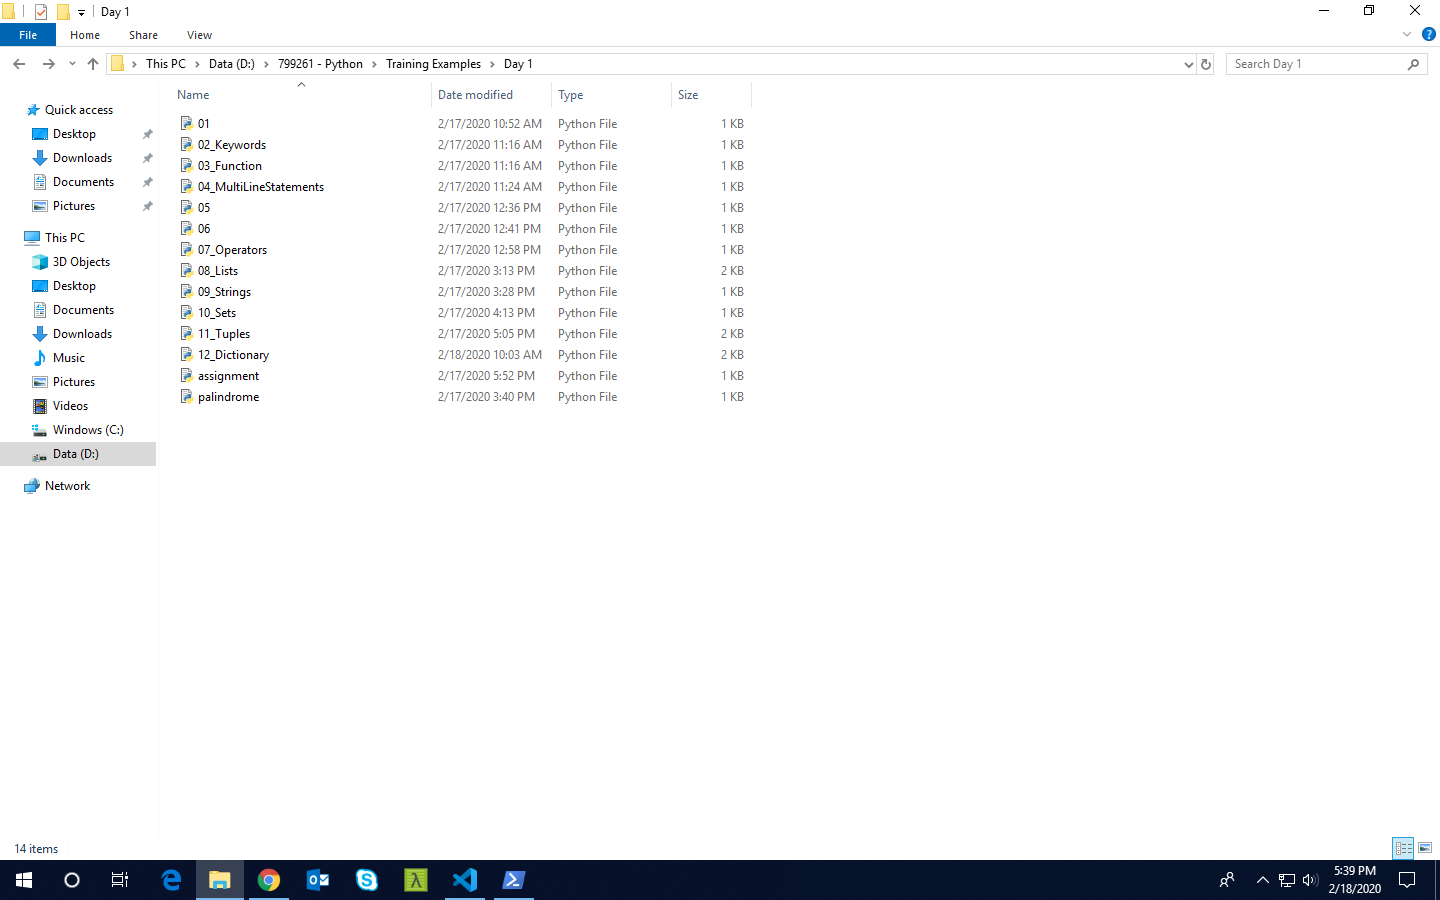 Day 1
File Home Share View
This PC Data (D:) 799261 - Python Training Examples Day 1 Search Day 1
Name Date modified Type Size
Quick access
Desktop
Downloads
Documents
Pictures
This PC
3D Objects
Desktop
Documents
Downloads
Music
Pictures
Videos
Windows (C:)
Data (D:)
Network
01 2/17/2020 10:52 AM Python File 1 KB
02_Keywords 2/17/2020 11:16 AM Python File 1 KB
03_Function 2/17/2020 11:16 AM Python File 1 KB
04_MultiLineStatements 2/17/2020 11:24 AM Python File 1 KB
05 2/17/2020 12:36 PM Python File 1 KB
06 2/17/2020 12:41 PM Python File 1 KB
07_Operators 2/17/2020 12:58 PM Python File 1 KB
08_Lists 2/17/2020 3:13 PM Python File 2 KB
09_Strings 2/17/2020 3:28 PM Python File 1 KB
10_Sets 2/17/2020 4:13 PM Python File 1 KB
11_Tuples 2/17/2020 5:05 PM Python File 2 KB
12_Dictionary 2/18/2020 10:03 AM Python File 2 KB
assignment 2/17/2020 5:52 PM Python File 1 KB
palindrome 2/17/2020 3:40 PM Python File 1 KB
14 items
5:39 PM
2/18/2020